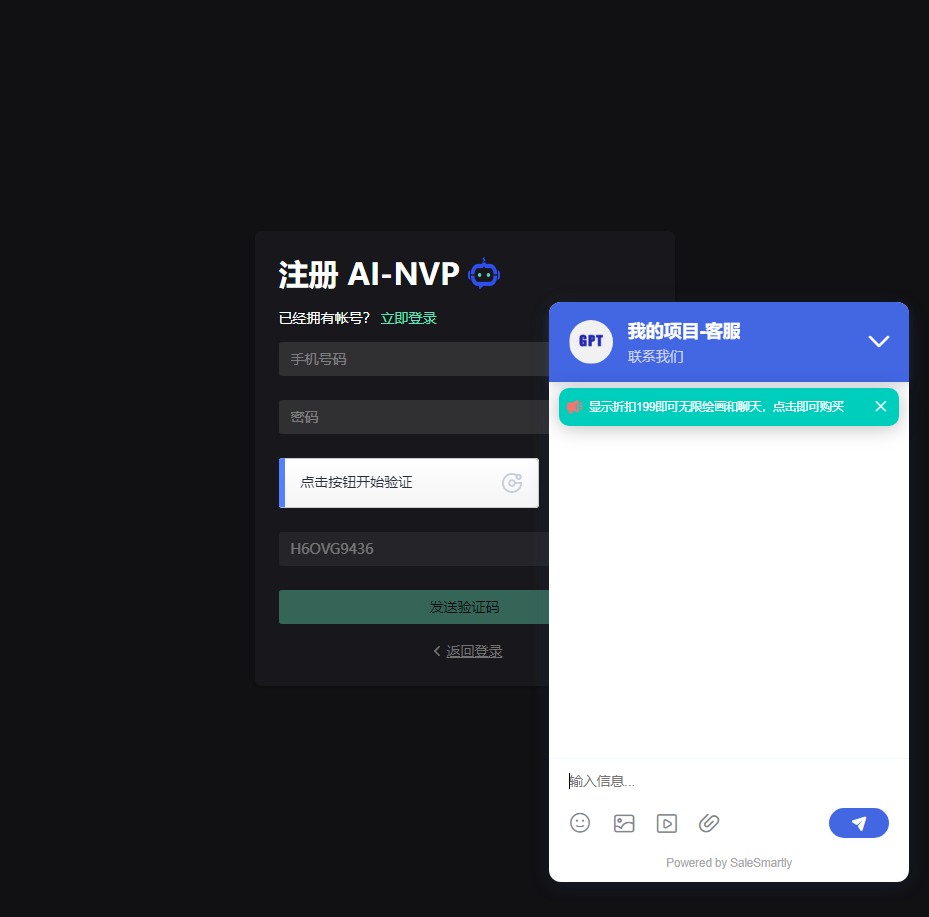 注册 AI-NVP
已经拥有帐号? 立即登录
手机号码
密码
点击按钮开始验证
H6OVG9436
发送验证码
返回登录
GPT
我的项目-客服
联系我们
显示折扣199即可无限绘画和聊天，点击即可购买
输入信息...
Powered by SaleSmartly